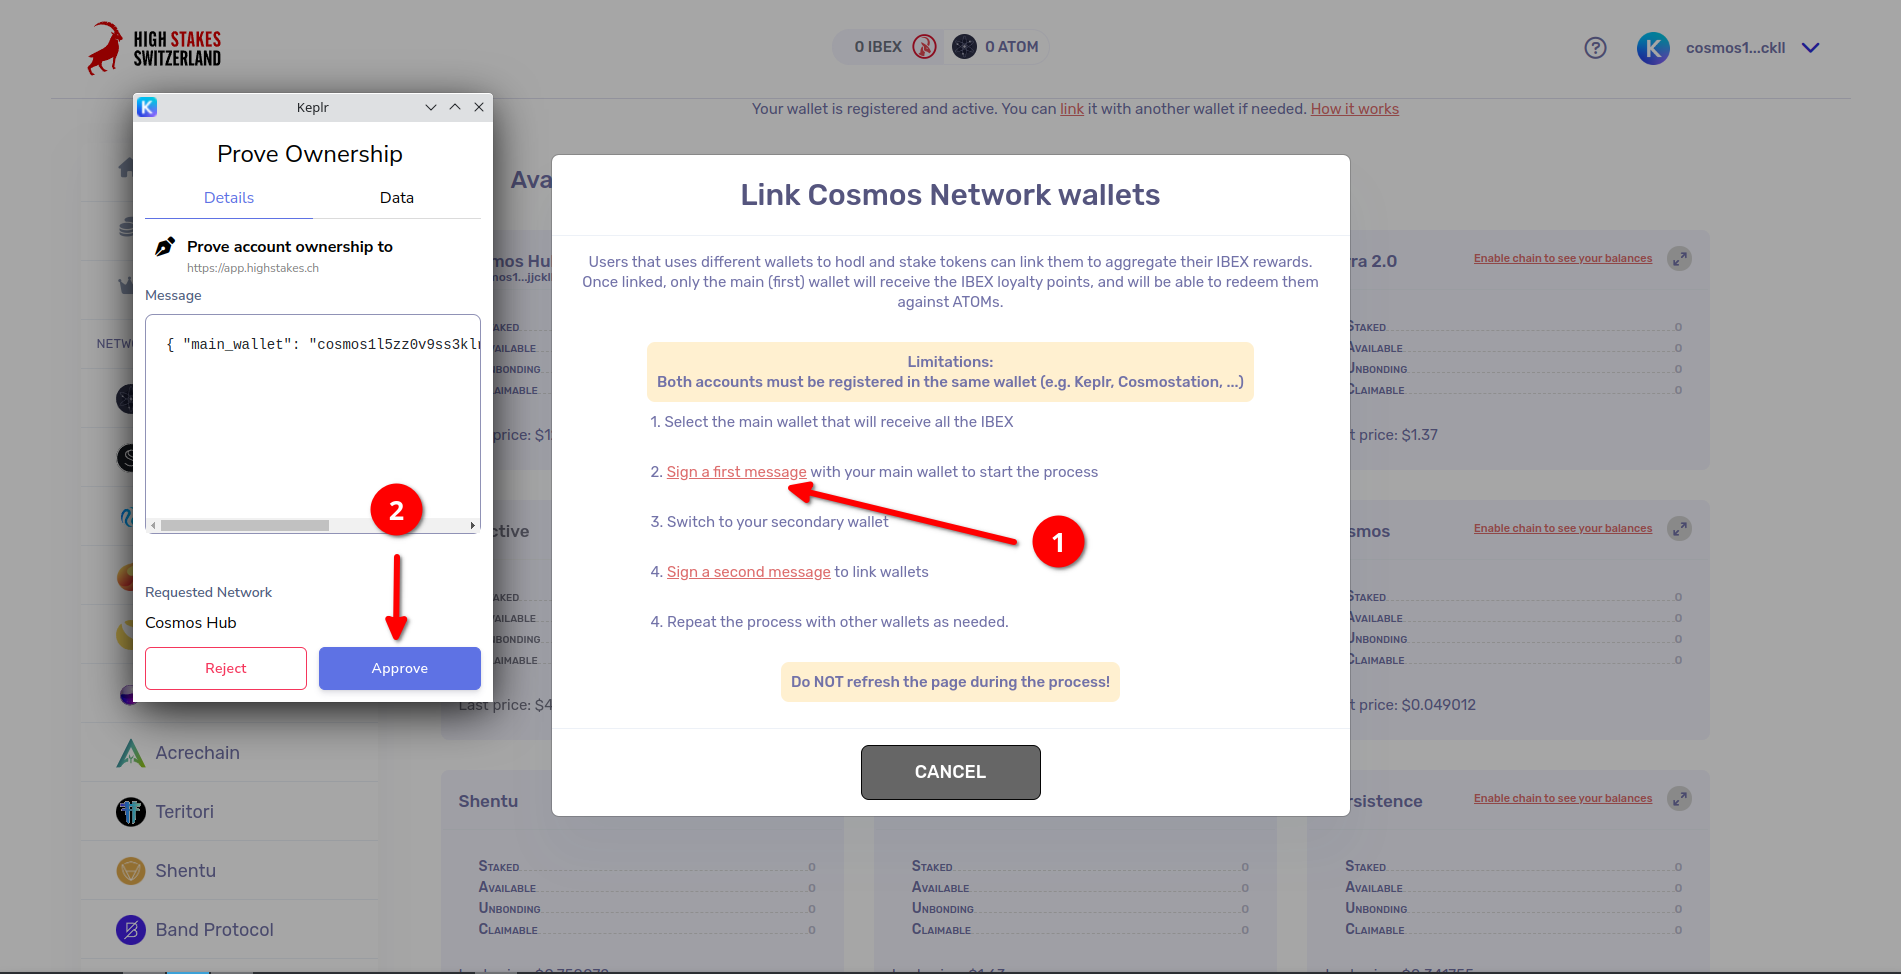 HIGH STAKES
SWITZERLAND
0 IBEX
0 ATOM
?
K
cosmos1...ckll
Your wallet is registered and active. You can link it with another wallet if needed. How it works
K
Keplr
Prove Ownership
Details
Data
Prove account ownership to
https://app.highstakes.ch
Message
{ "main_wallet": "cosmos1l5zz0v9ss3klr
2
Requested Network
Cosmos Hub
Reject
Approve
Ava
Link Cosmos Network wallets
Users that uses different wallets to hodl and stake tokens can link them to aggregate their IBEX rewards.
Once linked, only the main (first) wallet will receive the IBEX loyalty points, and will be able to redeem them
against ATOMs.
Limitations:
Both accounts must be registered in the same wallet (e.g. Keplr, Cosmostation, ...)
1. Select the main wallet that will receive all the IBEX
2. Sign a first message with your main wallet to start the process
3. Switch to your secondary wallet
1
4. Sign a second message to link wallets
4. Repeat the process with other wallets as needed.
Do NOT refresh the page during the process!
CANCEL
mos Hu
mos1...jjckll
AKED
VAILABLE
NBONDING
AIMABLE
price: $1
rra 2.0
Enable chain to see your balances
STAKED 0
AVAILABLE 0
UNBONDING 0
CLAIMABLE 0
t price: $1.37
NETW
ctive
AKED
VAILABLE
NBONDING
AIMABLE
Last price: $4
smos
Enable chain to see your balances
STAKED 0
AVAILABLE 0
UNBONDING 0
CLAIMABLE 0
t price: $0.049012
Acrechain
Teritori
Shentu
Band Protocol
Shentu
STAKED 0
AVAILABLE 0
UNBONDING 0
CLAIMABLE 0
STAKED 0
AVAILABLE 0
UNBONDING 0
CLAIMABLE 0
rsistence
Enable chain to see your balances
STAKED 0
AVAILABLE 0
UNBONDING 0
CLAIMABLE 0